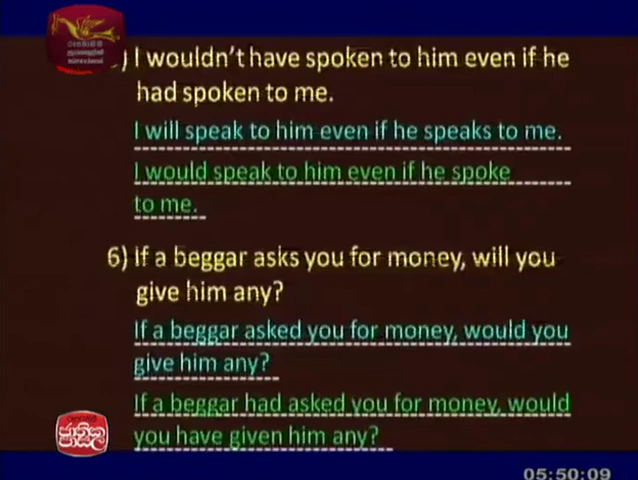 ) I wouldn't have spoken to him even if he
had spoken to me.
I will speak to him even if he speaks to me.
I would speak to him even if he spoke
to me.
6) If a beggar asks you for money, will you
give him any?
If a beggar asked you for money, would you
give him any?
If a beggar had asked you for money, would
you have given him any?
ජාතික
05:50:09